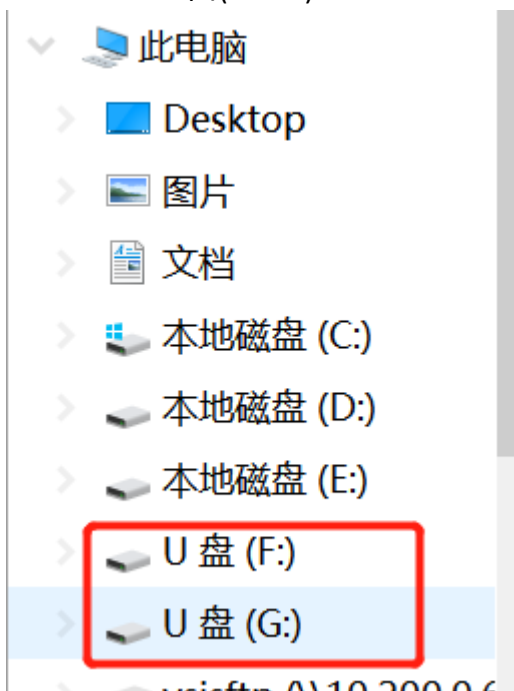 此电脑
Desktop
图片
文档
本地磁盘 (C:)
本地磁盘 (D:)
本地磁盘 (E:)
U 盘 (F:)
U 盘 (G:)